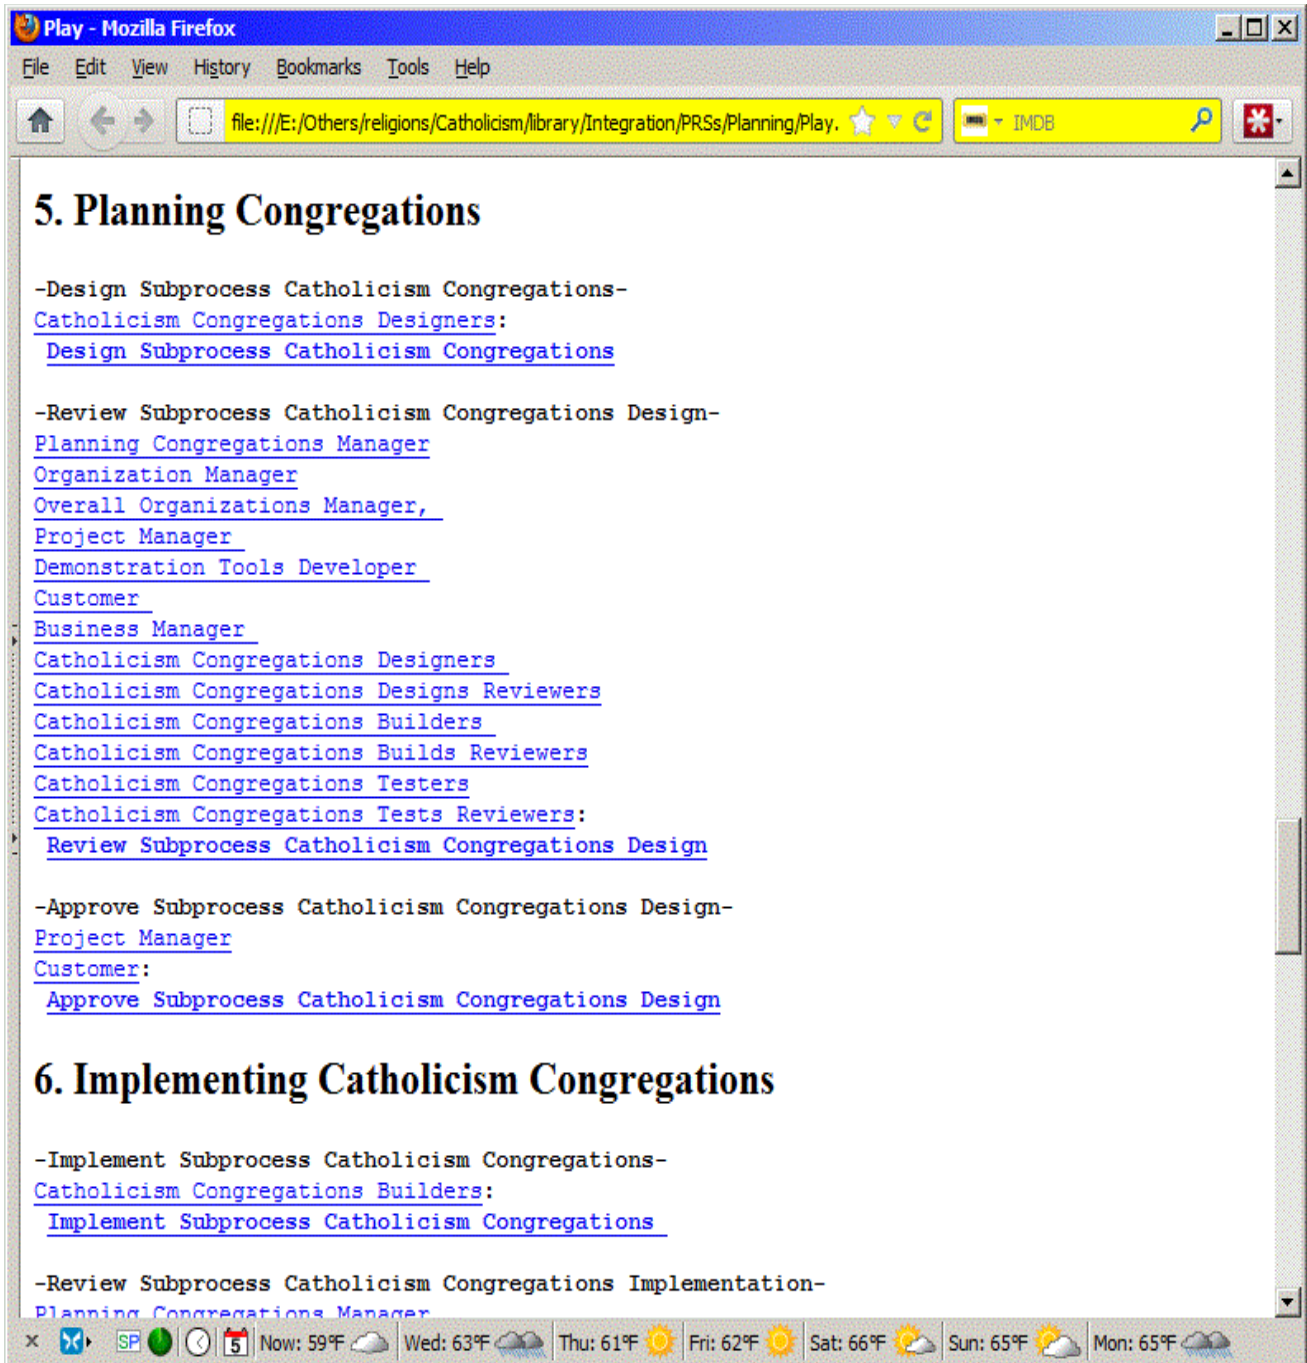 Play - Mozilla Firefox
File Edit View History Bookmarks Tools Help
file:///E:/Others/religions/Catholicism/library/Integration/PRSs/Planning/Play. IMDB
5. Planning Congregations
-Design Subprocess Catholicism Congregations-
Catholicism Congregations Designers:
Design Subprocess Catholicism Congregations
-Review Subprocess Catholicism Congregations Design-
Planning Congregations Manager
Organization Manager
Overall Organizations Manager,
Project Manager
Demonstration Tools Developer
Customer
Business Manager
Catholicism Congregations Designers
Catholicism Congregations Designs Reviewers
Catholicism Congregations Builders
Catholicism Congregations Builds Reviewers
Catholicism Congregations Testers
Catholicism Congregations Tests Reviewers:
Review Subprocess Catholicism Congregations Design
-Approve Subprocess Catholicism Congregations Design-
Project Manager
Customer:
Approve Subprocess Catholicism Congregations Design
6. Implementing Catholicism Congregations
-Implement Subprocess Catholicism Congregations-
Catholicism Congregations Builders:
Implement Subprocess Catholicism Congregations
-Review Subprocess Catholicism Congregations Implementation-
Planning Congregations Manager
SP 5 Now: 59°F Wed: 63°F Thu: 61°F Fri: 62°F Sat: 66°F Sun: 65°F Mon: 65°F